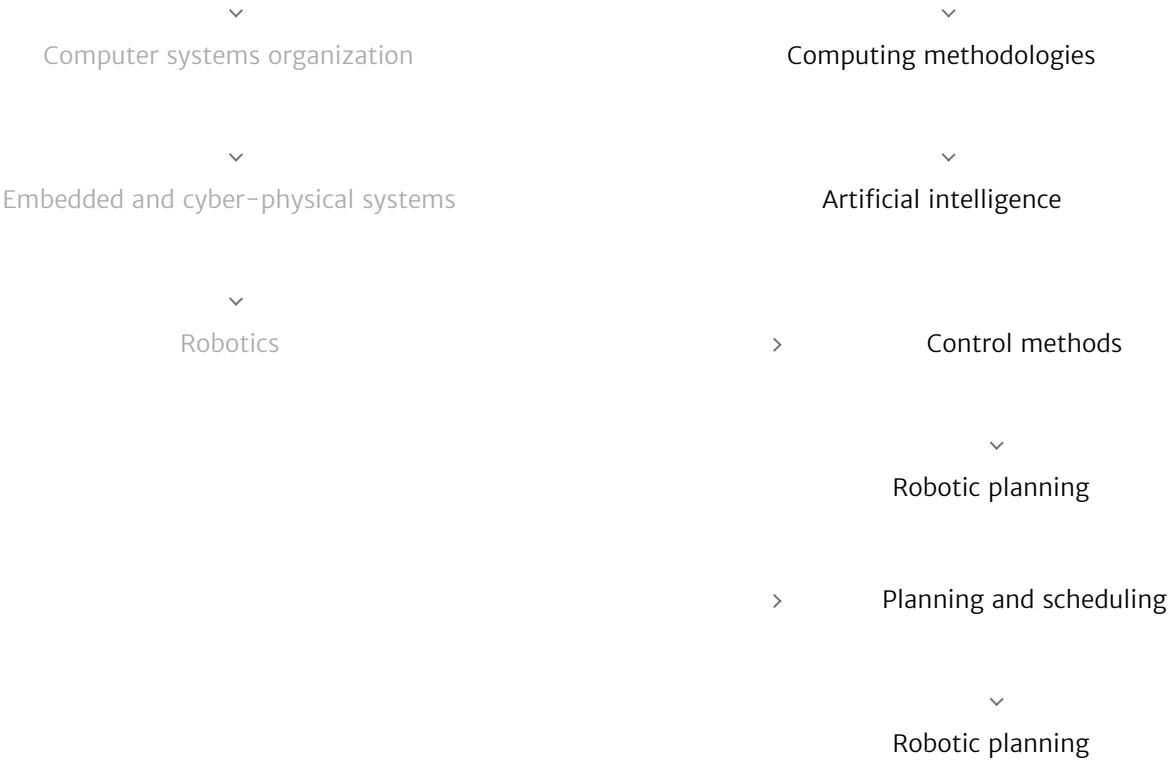 Computer systems organization
Embedded and cyber-physical systems
Robotics
Computing methodologies
Artificial intelligence
Control methods
Robotic planning
Planning and scheduling
Robotic planning